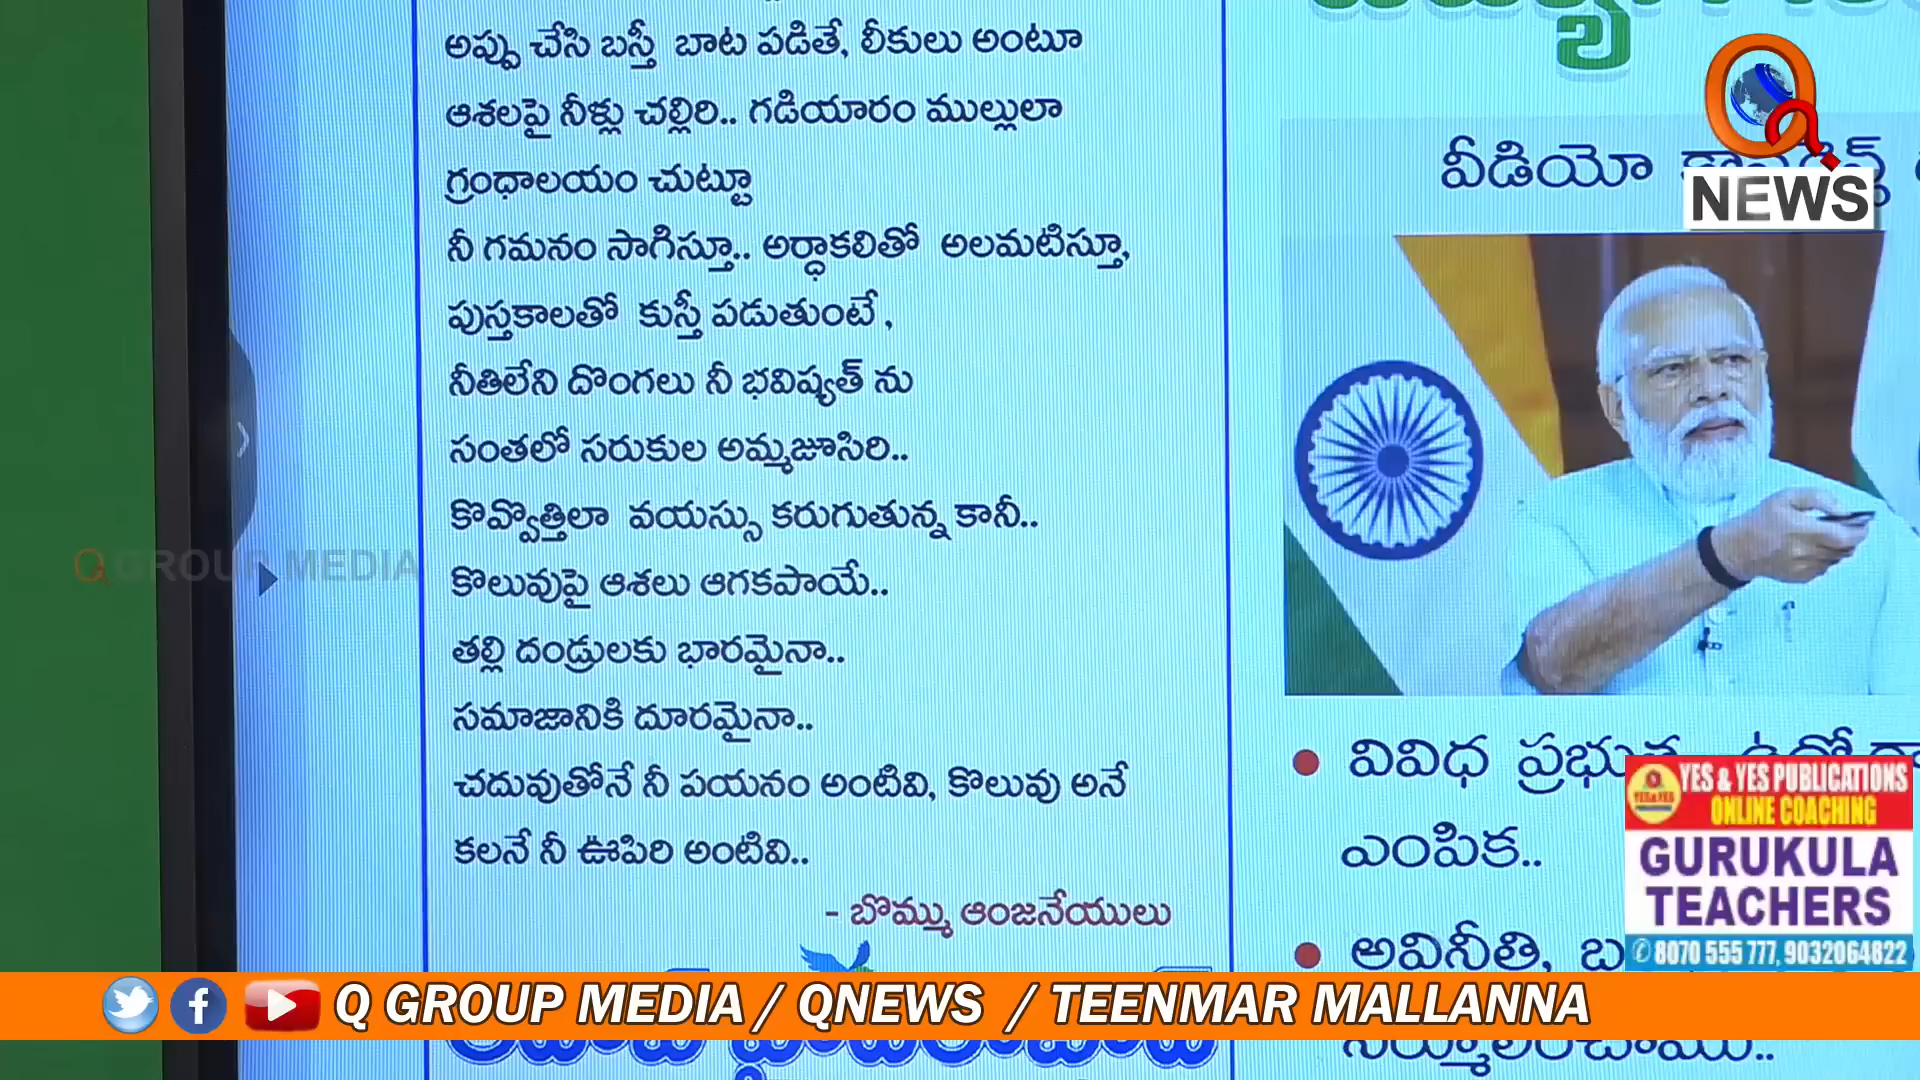 అప్పు చేసి బస్తీ బాట పడితే, లీకులు అంటూ
ఆశలపై నీళ్లు చల్లిరి.. గడియారం ముల్లులా
గ్రంధాలయం చుట్టూ
నీ గమనం సాగిస్తూ.. అర్ధాకలితో అలమటిస్తూ,
పుస్తకాలతో కుస్తీ పడుతుంటే,
నీతిలేని దొంగలు నీ భవిష్యత్ ను
సంతలో సరుకుల అమ్మజూసిరి..
కొవ్వొత్తిలా వయస్సు కరుగుతున్న కానీ..
కొలువుపై ఆశలు ఆగకపాయే..
తల్లి దండ్రులకు భారమైనా..
సమాజానికి దూరమైనా..
చదువుతోనే నీ పయనం అంటివి, కొలువు అనే
కలనే నీ ఊపిరి అంటివి..
- బొమ్ము ఆంజనేయులు
వీడియో
Q
NEWS
Q GROUP MEDIA
వివిధ
ఎంపిక..
అవినీతి,
YES & YES PUBLICATIONS
ONLINE COACHING
GURUKULA
TEACHERS
8070 555 777, 9032064822
Q GROUP MEDIA / QNEWS / TEENMAR MALLANNA